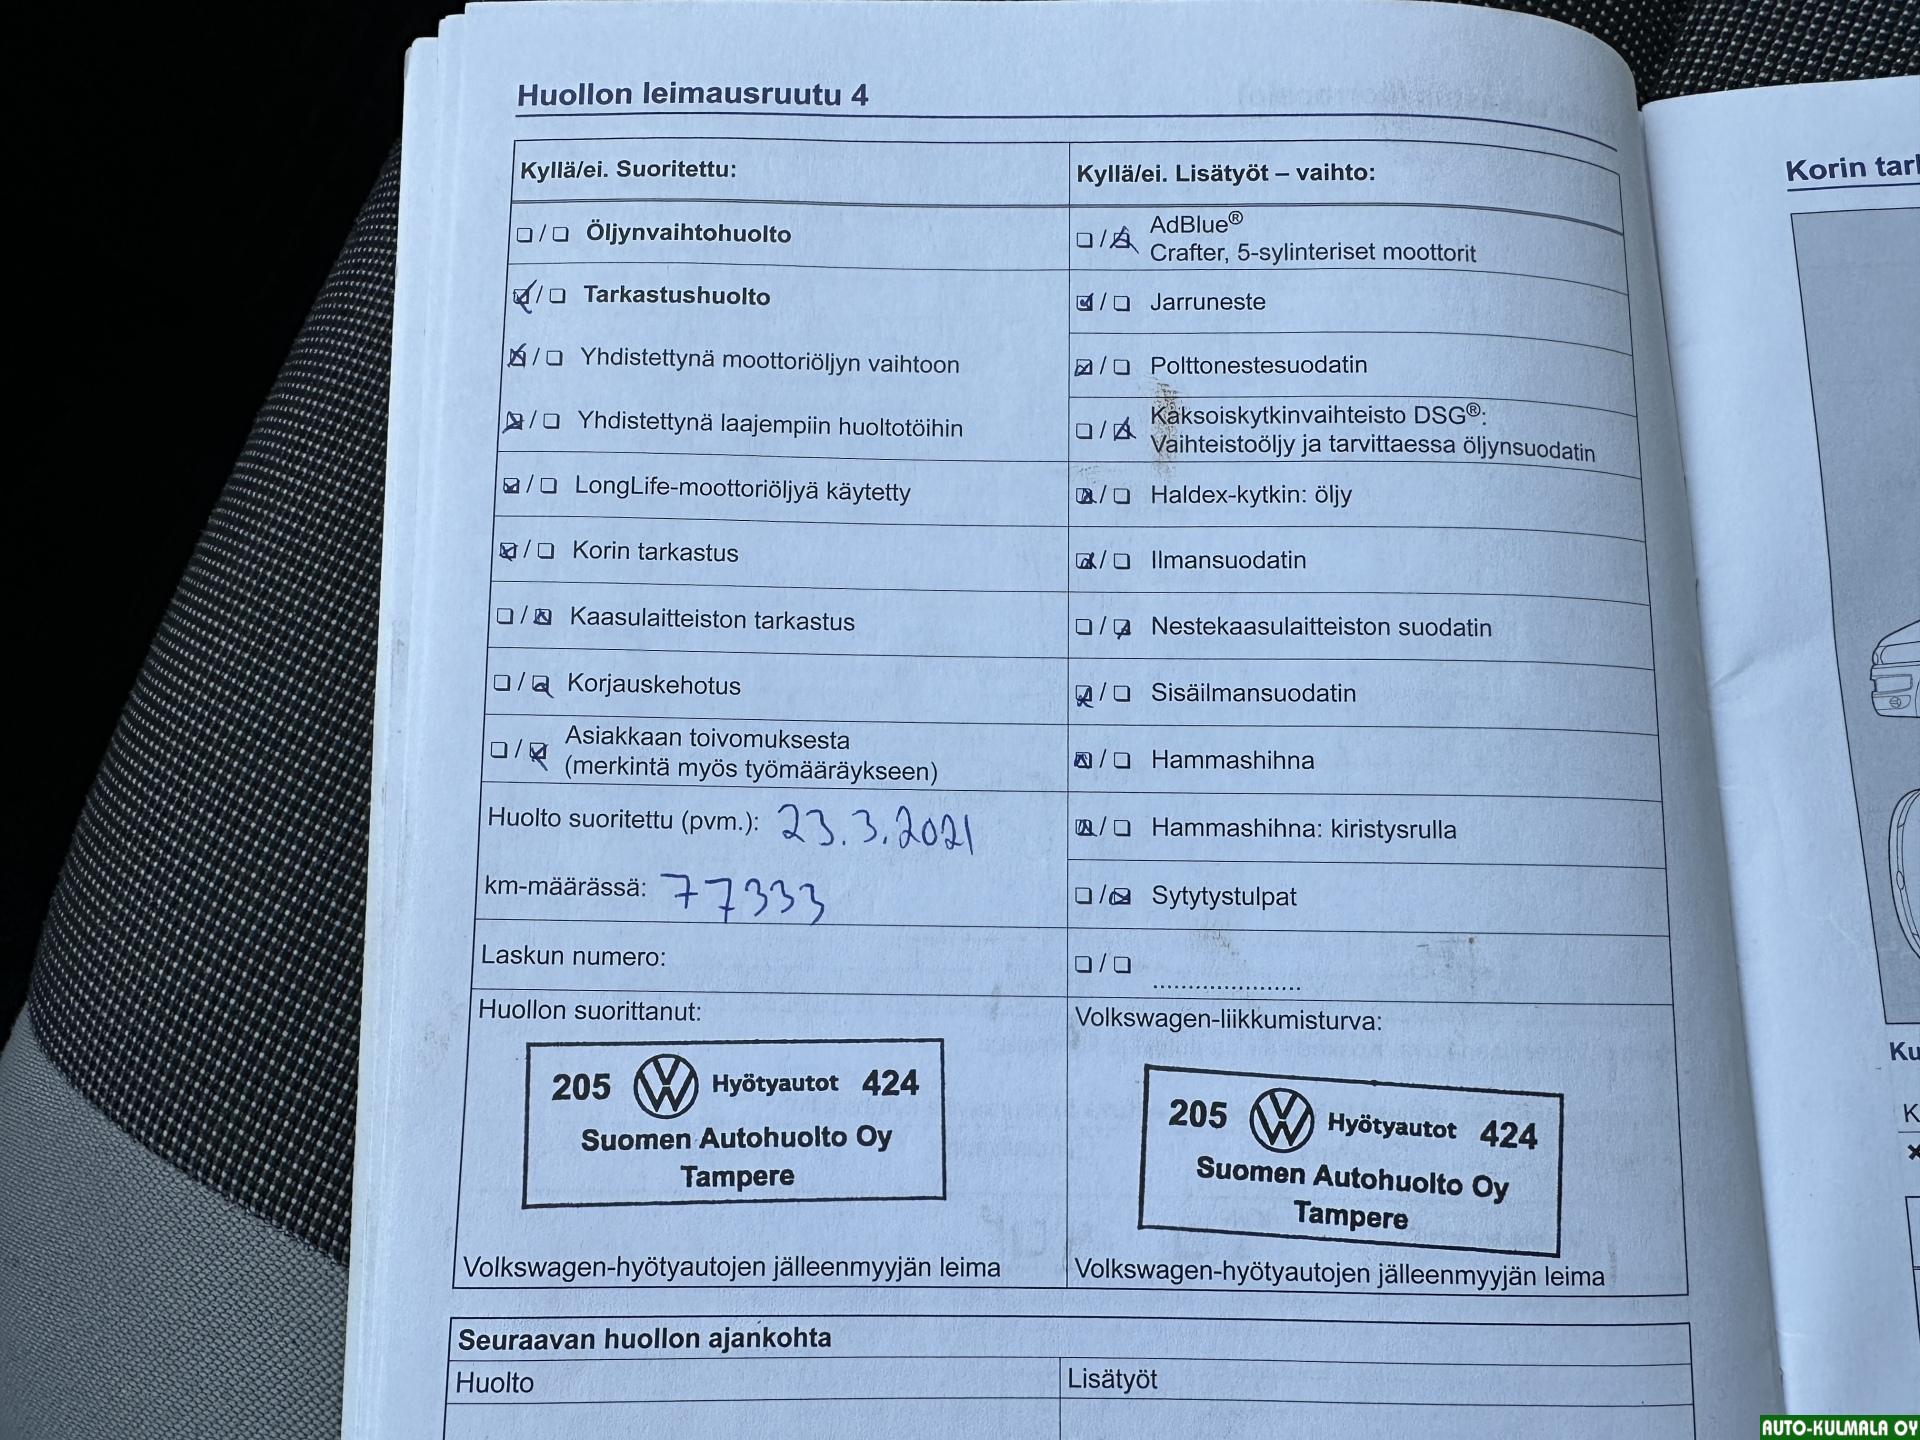 Huollon leimausruutu 4
Kyllä/ei. Suoritettu:
☐ / ☐ Öljynvaihtohuolto
☑ / ☐ Tarkastushuolto
☑ / ☐ Yhdistettynä moottoriöljyn vaihtoon
☑ / ☐ Yhdistettynä laajempiin huoltotöihin
☑ / ☐ LongLife-moottoriöljyä käytetty
☑ / ☐ Korin tarkastus
☐ / ☑ Kaasulaitteiston tarkastus
☐ / ☑ Korjauskehotus
☐ / ☑ Asiakkaan toivomuksesta
(merkintä myös työmääräykseen)
Huolto suoritettu (pvm.): 23.3.2021
km-määrässä: 77333
Laskun numero:
Huollon suorittanut:
205 VW Hyötyautot 424
Suomen Autohuolto Oy
Tampere
Volkswagen-hyötyautojen jälleenmyyjän leima
Kyllä/ei. Lisätyöt – vaihto:
☐ / ☑ AdBlue®
Crafter, 5-sylinteriset moottorit
☑ / ☐ Jarruneste
☑ / ☐ Polttonestesuodatin
☐ / ☑ Kaksoiskytkinvaihteisto DSG®:
Vaihteistoöljy ja tarvittaessa öljynsuodatin
☑ / ☐ Haldex-kytkin: öljy
☑ / ☐ Ilmansuodatin
☐ / ☑ Nestekaasulaitteiston suodatin
☑ / ☐ Sisäilmansuodatin
☑ / ☐ Hammashihna
☑ / ☐ Hammashihna: kiristysrulla
☐ / ☑ Sytytystulpat
☐ / ☐ ......................
Volkswagen-liikkumisturva:
205 VW Hyötyautot 424
Suomen Autohuolto Oy
Tampere
Volkswagen-hyötyautojen jälleenmyyjän leima
Seuraavan huollon ajankohta
Huolto
Lisätyöt
Korin tar
Ku
K
AUTO-KULMALA OY